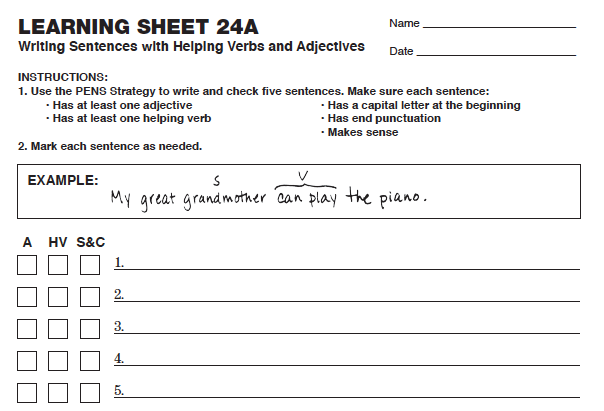 LEARNING SHEET 24A
Name
Writing Sentences with Helping Verbs and Adjectives
Date
INSTRUCTIONS:
1. Use the PENS Strategy to write and check five sentences. Make sure each sentence:
· Has at least one adjective
· Has a capital letter at the beginning
· Has at least one helping verb
· Has end punctuation
· Makes sense
2. Mark each sentence as needed.
EXAMPLE:
S V
My great grandmother can play the piano.
A HV S&C
1.
2.
3.
4.
5.